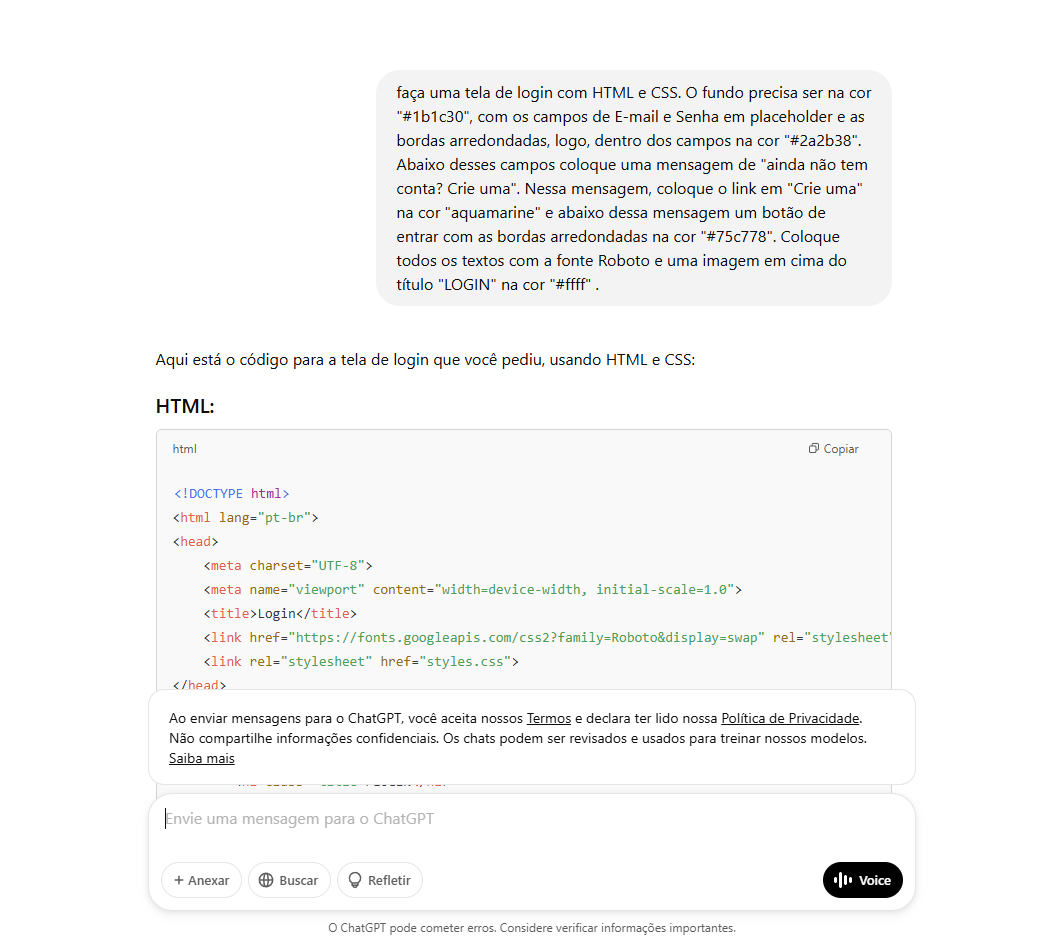 faça uma tela de login com HTML e CSS. O fundo precisa ser na cor
"#1b1c30", com os campos de E-mail e Senha em placeholder e as
bordas arredondadas, logo, dentro dos campos na cor "#2a2b38".
Abaixo desses campos coloque uma mensagem de "ainda não tem
conta? Crie uma". Nessa mensagem, coloque o link em "Crie uma"
na cor "aquamarine" e abaixo dessa mensagem um botão de
entrar com as bordas arredondadas na cor "#75c778". Coloque
todos os textos com a fonte Roboto e uma imagem em cima do
título "LOGIN" na cor "#ffff" .
Aqui está o código para a tela de login que você pediu, usando HTML e CSS:
HTML:
html
Copiar
<!DOCTYPE html>
<html lang="pt-br">
<head>
    <meta charset="UTF-8">
    <meta name="viewport" content="width=device-width, initial-scale=1.0">
    <title>Login</title>
    <link href="https://fonts.googleapis.com/css2?family=Roboto&display=swap" rel="stylesheet"
    <link rel="stylesheet" href="styles.css">
</head>
Ao enviar mensagens para o ChatGPT, você aceita nossos Termos e declara ter lido nossa Política de Privacidade.
Não compartilhe informações confidenciais. Os chats podem ser revisados e usados para treinar nossos modelos.
Saiba mais
Envie uma mensagem para o ChatGPT
+ Anexar
Buscar
Refletir
Voice
O ChatGPT pode cometer erros. Considere verificar informações importantes.